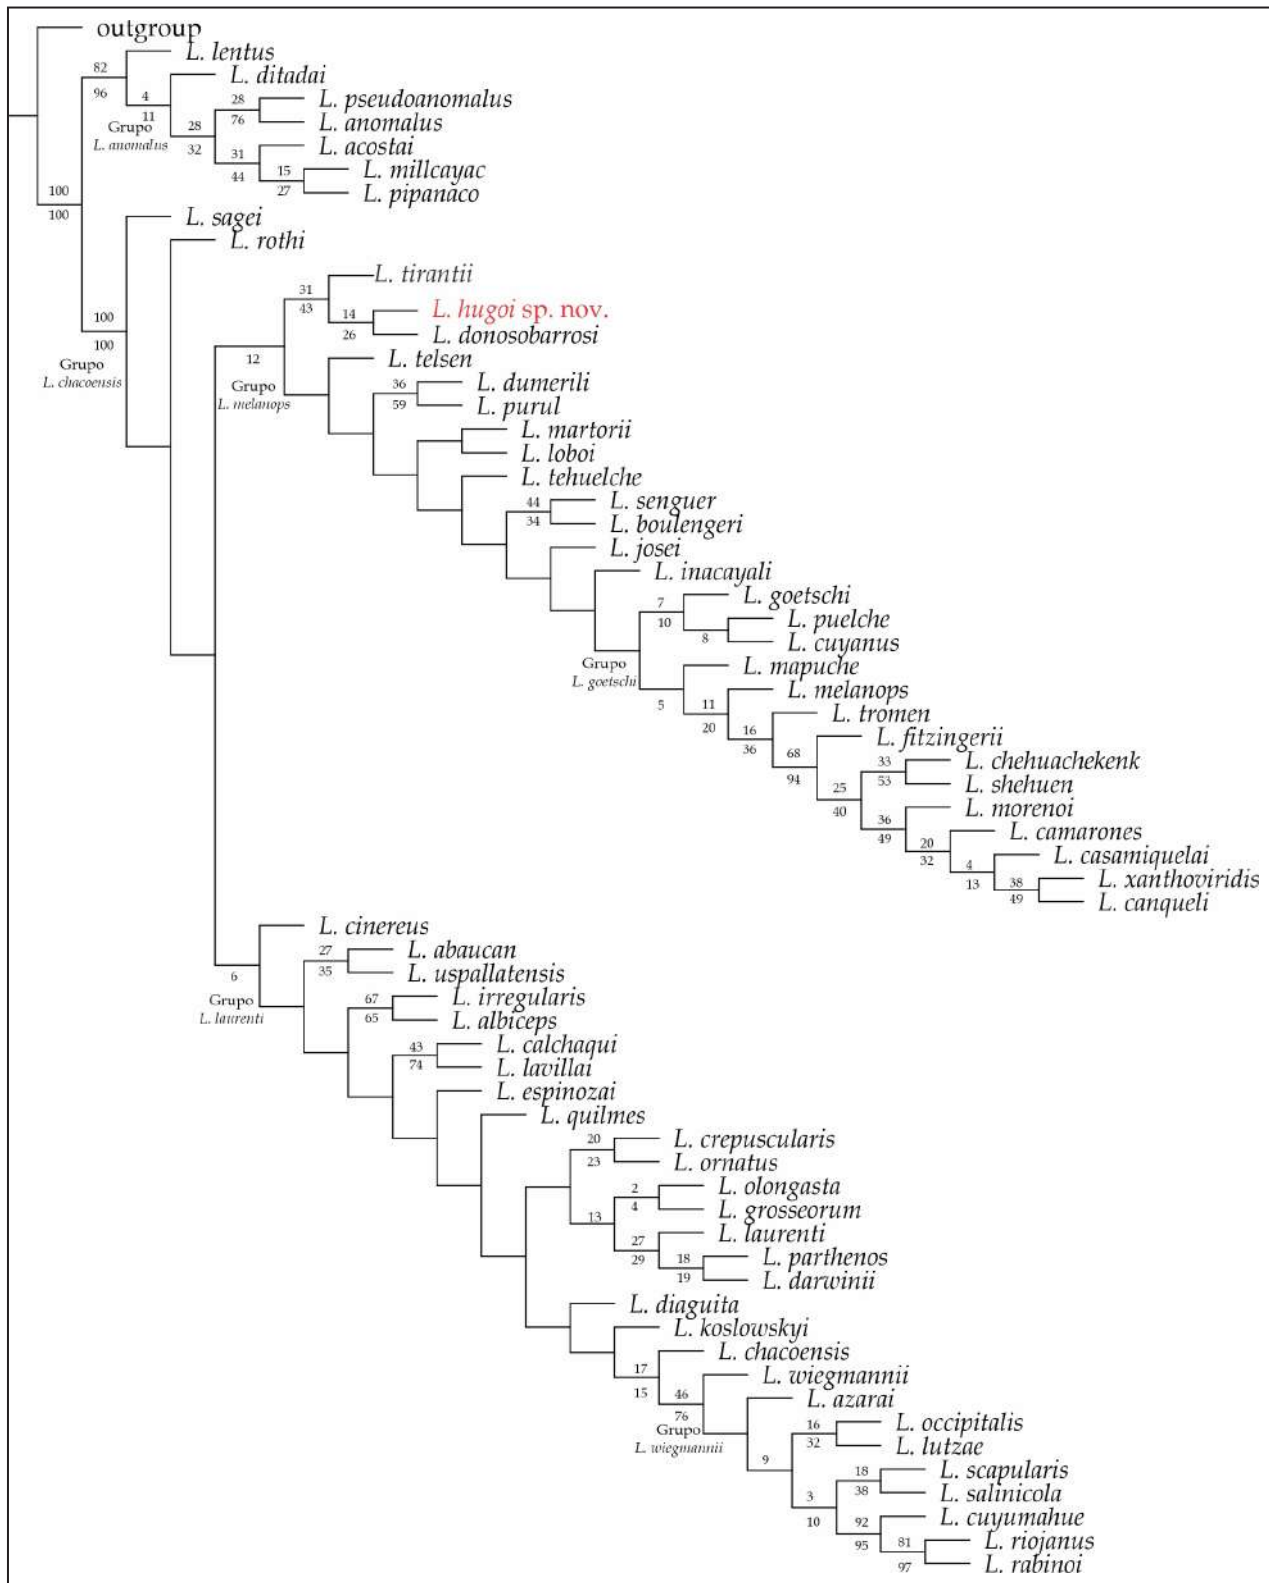 outgroup
L. lentus
82
L. ditadai
96
4
11
28
L. pseudoanomalus
76
L. anomalus
Grupo
L. anomalus
28
32
31
L. acostai
44
15
L. millcayac
27
L. pipanaco
100
100
L. sagei
L. rothi
100
100
Grupo
L. chacoensis
31
L. tirantii
43
14
L. hugoi sp. nov.
26
L. donosobarrosi
12
Grupo
L. melanops
L. telsen
36
L. dumerili
59
L. purul
L. martorii
L. loboi
L. tehuelche
44
L. senguer
34
L. boulengeri
L. josei
L. inacayali
7
L. goetschi
10
L. puelche
8
L. cuyanus
Grupo
L. goetschi
L. mapuche
5
11
L. melanops
20
16
L. tromen
36
68
L. fitzingerii
94
33
L. chehuachekenk
53
L. shehuen
25
40
36
L. morenoi
49
20
L. camarones
32
4
L. casamiquelai
13
38
L. xanthoviridis
49
L. canqueli
L. cinereus
6
Grupo
L. laurenti
27
L. abaucan
35
L. uspallatensis
67
L. irregularis
65
L. albiceps
43
L. calchaqui
74
L. lavillai
L. espinozai
L. quilmes
20
L. crepuscularis
23
L. ornatus
2
L. olongasta
4
L. grosseorum
13
27
L. laurenti
29
18
L. parthenos
19
L. darwinii
L. diaguita
L. koslowskyi
17
L. chacoensis
15
46
L. wiegmannii
76
Grupo
L. wiegmannii
L. azarai
9
16
L. occipitalis
32
L. lutzae
18
L. scapularis
38
L. salinicola
3
10
92
L. cuyumahue
95
81
L. riojanus
97
L. rabinoi